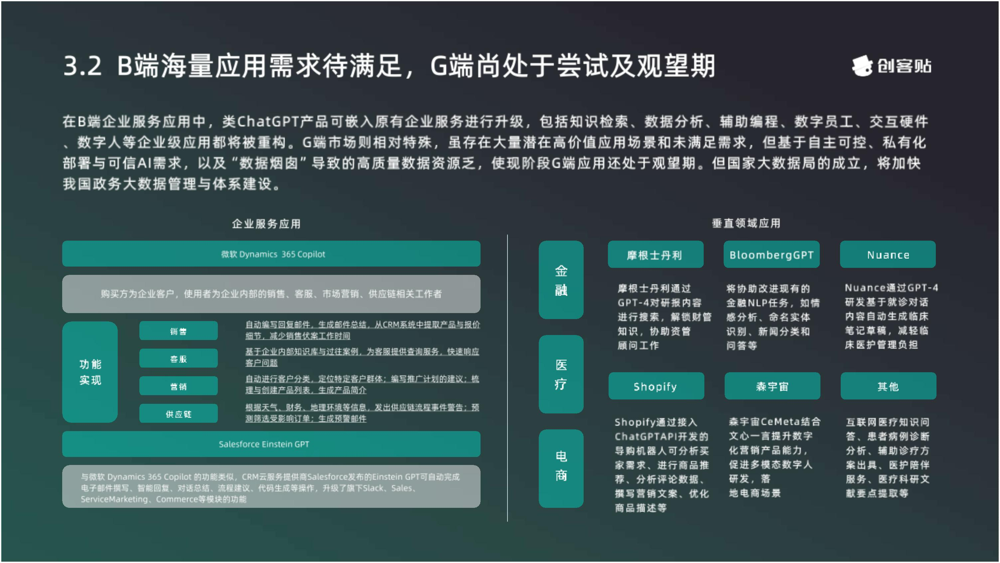 3.2 B端海量应用需求待满足，G端尚处于尝试及观望期
创客贴
在B端企业服务应用中，类ChatGPT产品可嵌入原有企业服务进行升级，包括知识检索、数据分析、辅助编程、数字员工、交互硬件
、数字人等企业级应用都将被重构。G端市场则相对特殊，虽存在大量潜在高价值应用场景和未满足需求，但基于自主可控、私有化
部署与可信AI需求，以及“数据烟囱”导致的高质量数据资源乏，使现阶段G端应用还处于观望期。但国家大数据局的成立，将加快
我国政务大数据管理与体系建设。
企业服务应用
微软 Dynamics 365 Copilot
购买方为企业客户，使用者为企业内部的销售、客服、市场营销、供应链相关工作者
功能
实现
销售
自动编写回复邮件，生成邮件总结，从CRM系统中提取产品与报价
细节，减少销售伏案工作时间
客服
基于企业内部知识库与过往案例，为客服提供查询服务，快速响应
客户问题
营销
自动进行客户分类，定位特定客户群体；编写推广计划的建议；梳
理与创建产品列表，生成产品简介
供应链
根据天气、财务、地理环境等信息，发出供应链流程事件警告；预
测筛选受影响订单；生成预警邮件
Salesforce Einstein GPT
与微软 Dynamics 365 Copilot 的功能类似，CRM云服务提供商Salesforce发布的Einstein GPT可自动完成
电子邮件撰写、智能回复、对话总结、流程建议、代码生成等操作，升级了旗下Slack、Sales、
ServiceMarketing、Commerce等模块的功能
垂直领域应用
金
融
医
疗
电
商
摩根士丹利
摩根士丹利通过
GPT-4对研报内容
进行搜索，解锁财管
知识，协助资管
顾问工作
BloombergGPT
将协助改进现有的
金融NLP任务，如情
感分析、命名实体
识别、新闻分类和
问答等
Nuance
Nuance通过GPT-4
研发基于就诊对话
内容自动生成临床
笔记草稿，减轻临
床医护管理负担
Shopify
Shopify通过接入
ChatGPTAPI开发的
导购机器人可分析买
家需求、进行商品推
荐、分析评论数据、
撰写营销文案、优化
商品描述等
森宇宙
森宇宙CeMeta结合
文心一言提升数字
化营销产品能力，
促进多模态数字人
研发，落
地电商场景
其他
互联网医疗知识问
答、患者病例诊断
分析、辅助诊疗方
案出具、医护陪伴
服务、医疗科研文
献要点提取等